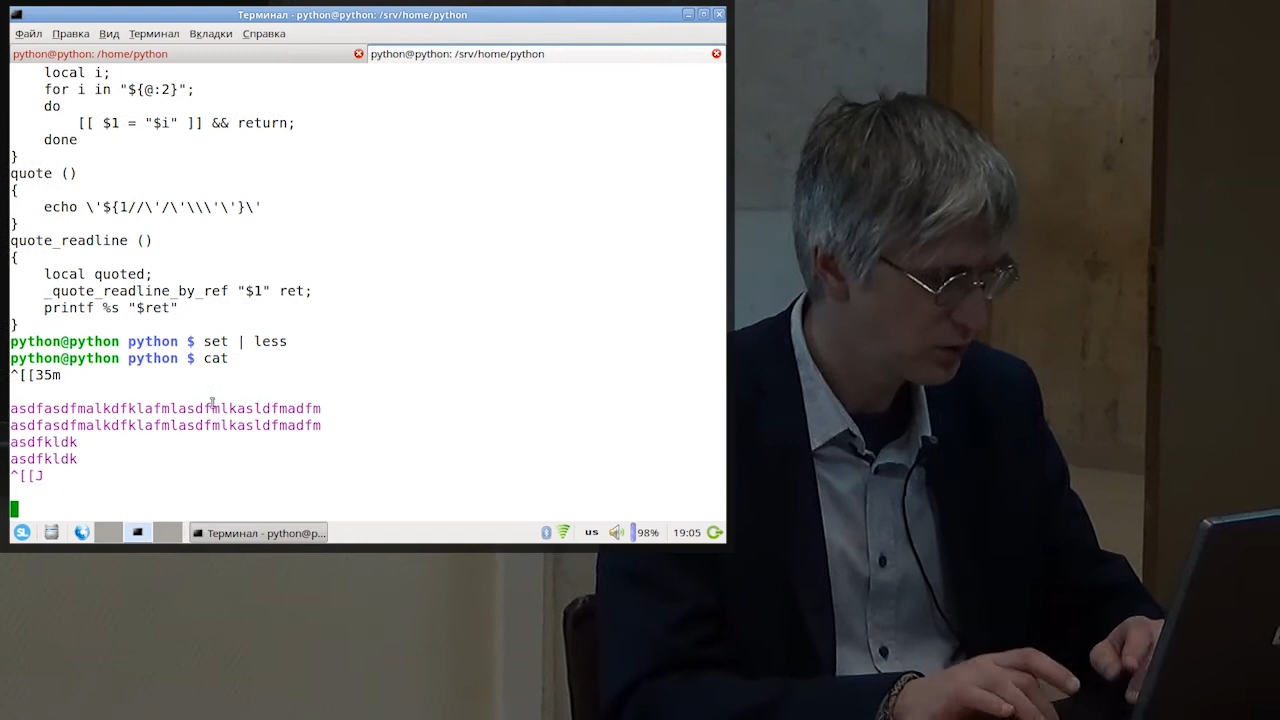 Терминал - python@python: /srv/home/python
Файл Правка Вид Терминал Вкладки Справка
python@python: /home/python python@python: /srv/home/python
local i;
for i in "${@:2}";
do
[[ $1 = "$i" ]] && return;
done
}
quote ()
{
echo \'${1//\'/\'\\\'\'}\'
}
quote_readline ()
{
local quoted;
_quote_readline_by_ref "$1" ret;
printf %s "$ret"
}
python@python python $ set | less
python@python python $ cat
^[[35m
asdfasdfmalkdfklafmlasdfmlkasldfmadfm
asdfasdfmalkdfklafmlasdfmlkasldfmadfm
asdfkldk
asdfkldk
^[[J
Терминал - python@p... us 98% 19:05